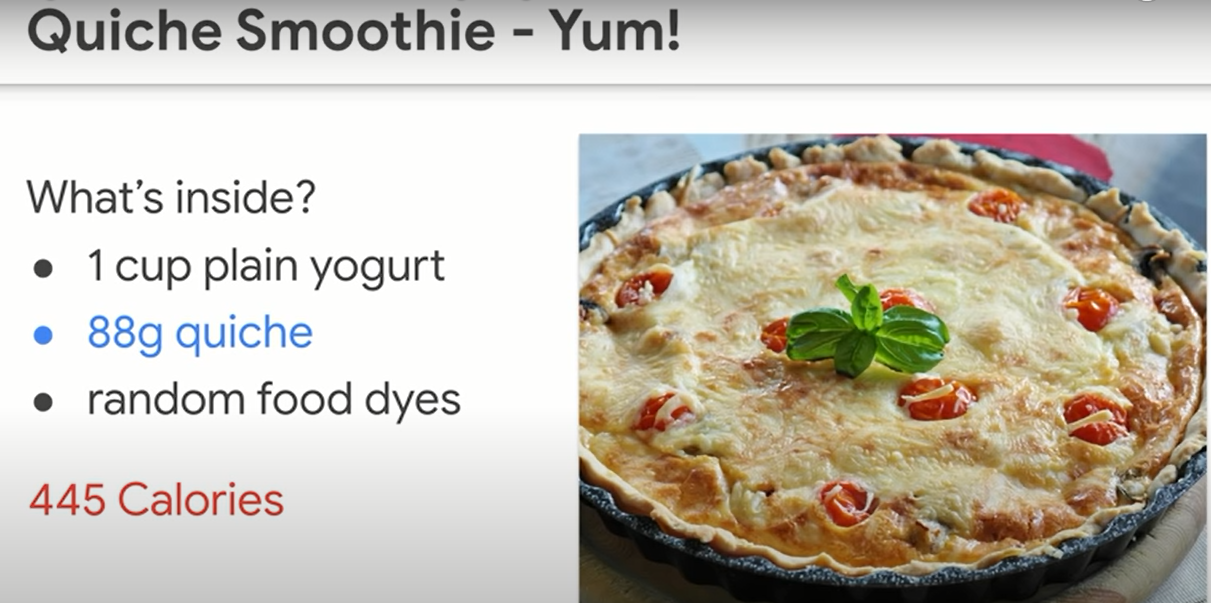 Quiche Smoothie - Yum!
What's inside?
● 1 cup plain yogurt
● 88g quiche
● random food dyes
445 Calories